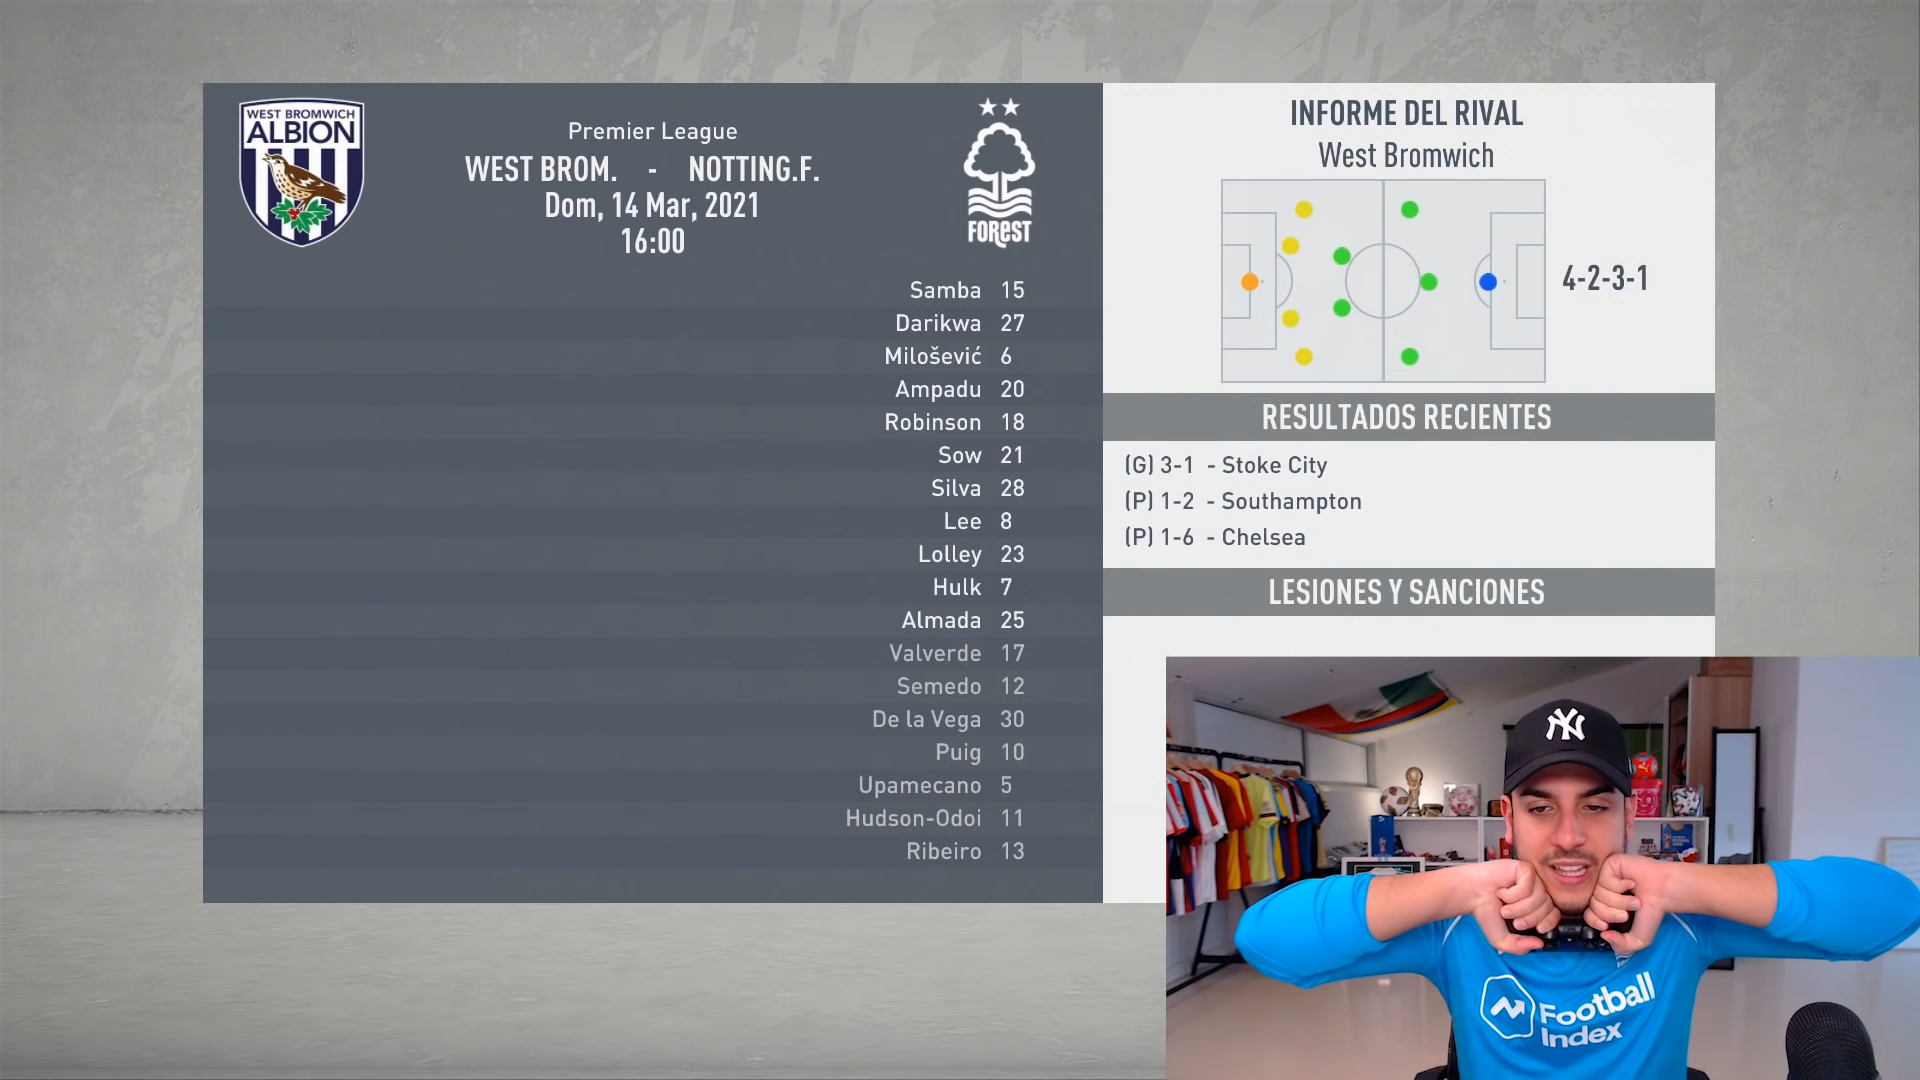 WEST BROMWICH
ALBION
Premier League
WEST BROM. - NOTTING.F.
Dom, 14 Mar, 2021
16:00
FOREST
Samba 15
Darikwa 27
Milošević 6
Ampadu 20
Robinson 18
Sow 21
Silva 28
Lee 8
Lolley 23
Hulk 7
Almada 25
Valverde 17
Semedo 12
De la Vega 30
Puig 10
Upamecano 5
Hudson-Odoi 11
Ribeiro 13
INFORME DEL RIVAL
West Bromwich
4-2-3-1
RESULTADOS RECIENTES
(G) 3-1 - Stoke City
(P) 1-2 - Southampton
(P) 1-6 - Chelsea
LESIONES Y SANCIONES
NY
Football
Index